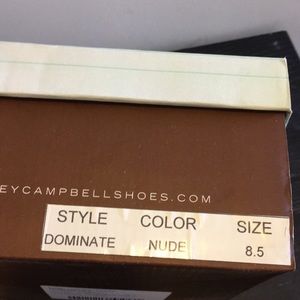 EYCAMPBELLSHOES.COM
STYLE COLOR SIZE
DOMINATE NUDE 8.5